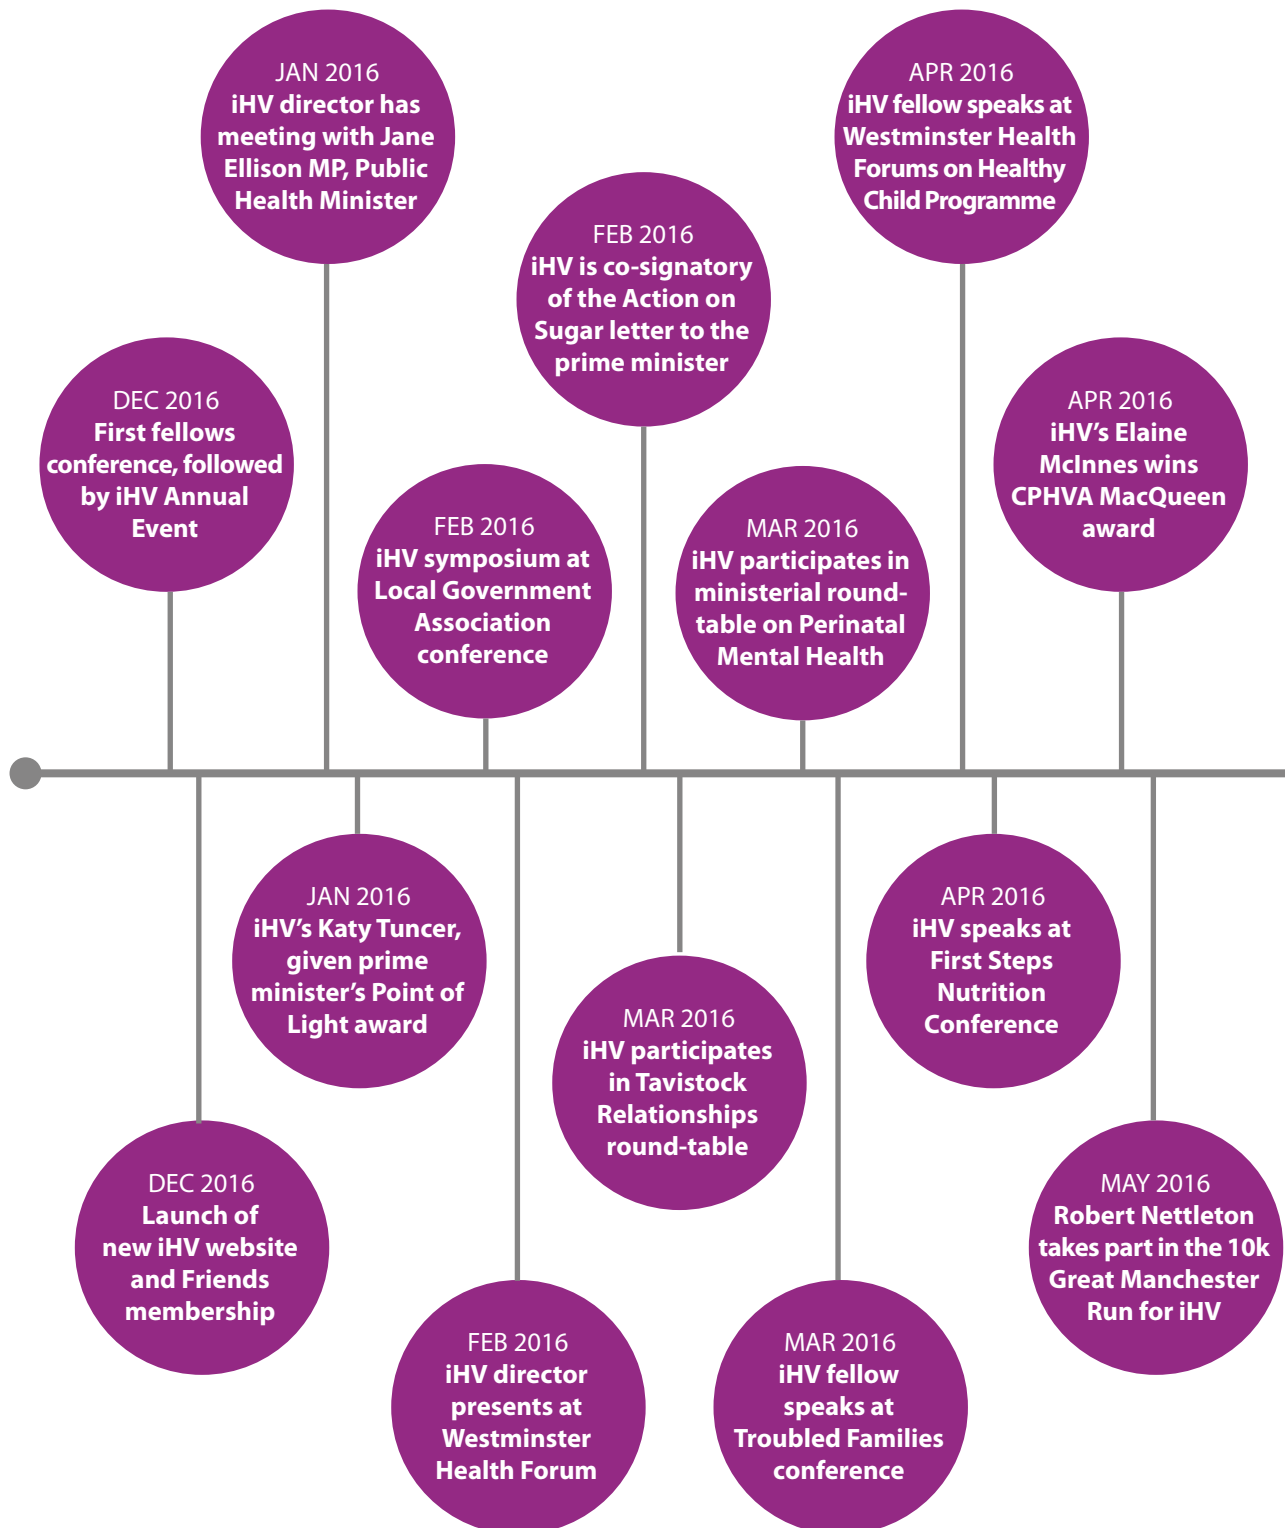 DEC 2016
First fellows
conference, followed
by iHV Annual
Event
DEC 2016
Launch of
new iHV website
and Friends
membership
JAN 2016
iHV director has
meeting with Jane
Ellison MP, Public
Health Minister
JAN 2016
iHV’s Katy Tuncer,
given prime
minister’s Point of
Light award
FEB 2016
iHV symposium at
Local Government
Association
conference
FEB 2016
iHV director
presents at
Westminster
Health Forum
FEB 2016
iHV is co-signatory
of the Action on
Sugar letter to the
prime minister
MAR 2016
iHV participates
in Tavistock
Relationships
round-table
MAR 2016
iHV participates in
ministerial round-
table on Perinatal
Mental Health
MAR 2016
iHV fellow
speaks at
Troubled Families
conference
APR 2016
iHV fellow speaks at
Westminster Health
Forums on Healthy
Child Programme
APR 2016
iHV speaks at
First Steps
Nutrition
Conference
APR 2016
iHV’s Elaine
McInnes wins
CPHVA MacQueen
award
MAY 2016
Robert Nettleton
takes part in the 10k
Great Manchester
Run for iHV